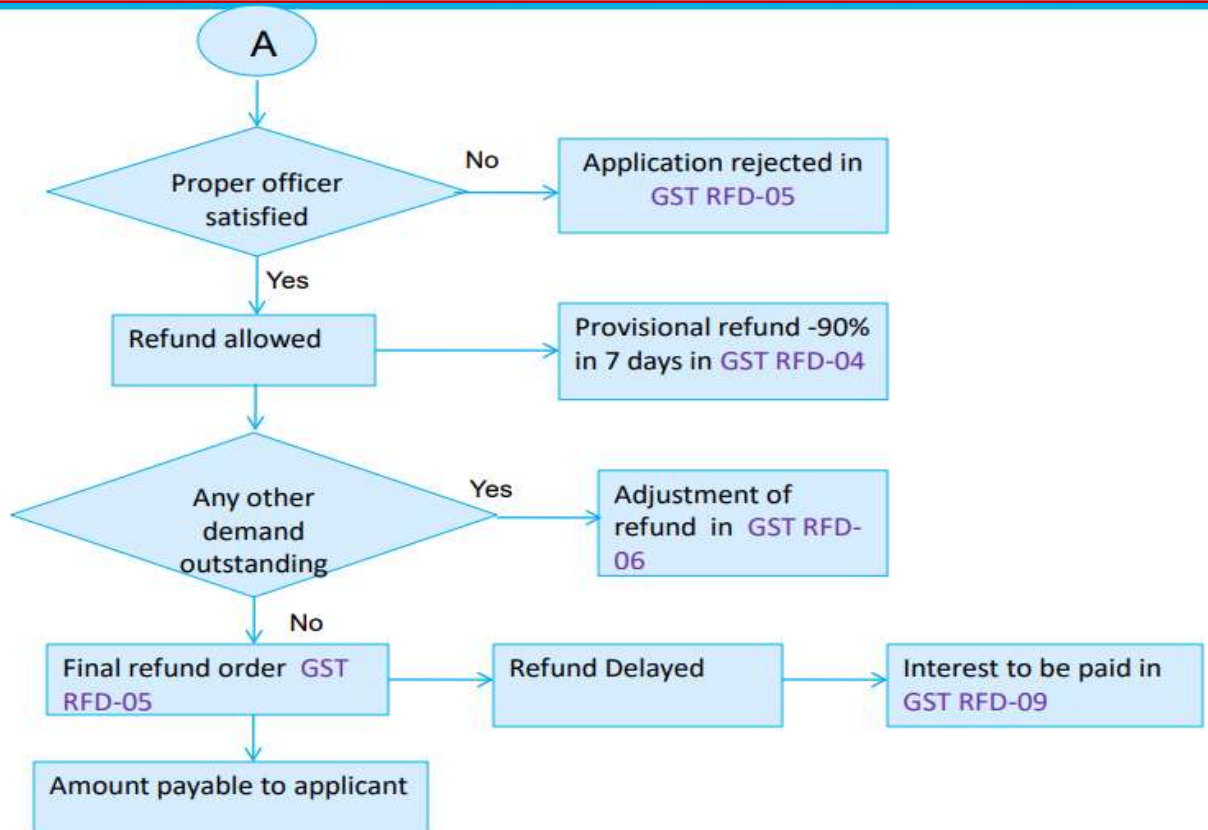 A
Proper officer
satisfied
No
Application rejected in
GST RFD-05
Yes
Refund allowed
Provisional refund -90%
in 7 days in GST RFD-04
Any other
demand
outstanding
Yes
Adjustment of
refund in GST RFD-
06
No
Final refund order GST
RFD-05
Refund Delayed
Interest to be paid in
GST RFD-09
Amount payable to applicant